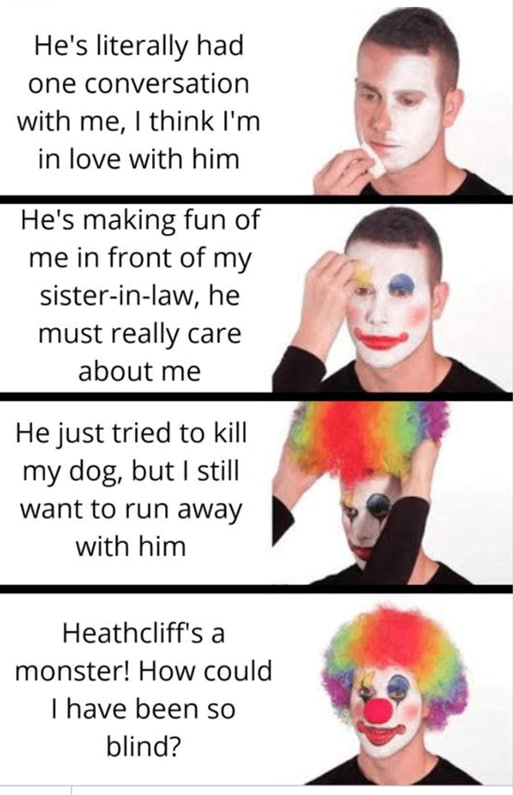 He's literally had
one conversation
with me, I think I'm
in love with him
He's making fun of
me in front of my
sister-in-law, he
must really care
about me
He just tried to kill
my dog, but I still
want to run away
with him
Heathcliff's a
monster! How could
I have been so
blind?